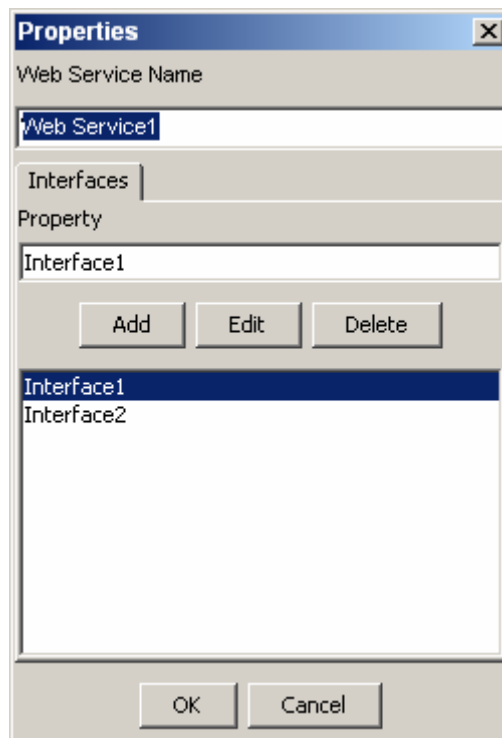 Properties
Web Service Name
Web Service1
Interfaces
Property
Interface1
Add Edit Delete
Interface1
Interface2
OK Cancel